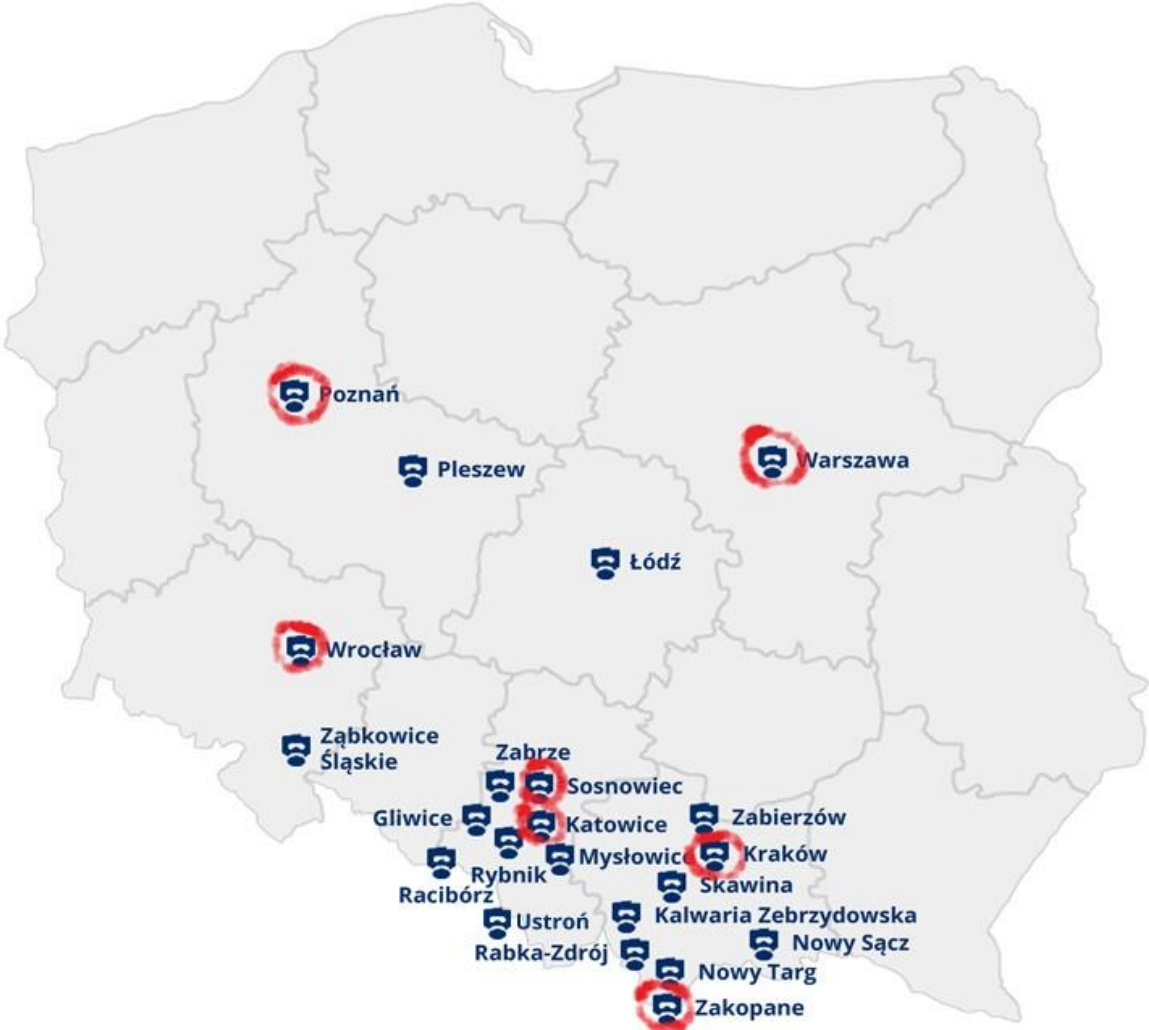 Poznań
Warszawa
Pleszew
Łódź
Wrocław
Ząbkowice
Śląskie
Zabrze
Sosnowiec
Gliwice
Katowice
Zabierzów
Mysłowice
Kraków
Rybnik
Racibórz
Skawina
Ustroń
Kalwaria Zebrzydowska
Rabka-Zdrój
Nowy Sącz
Nowy Targ
Zakopane